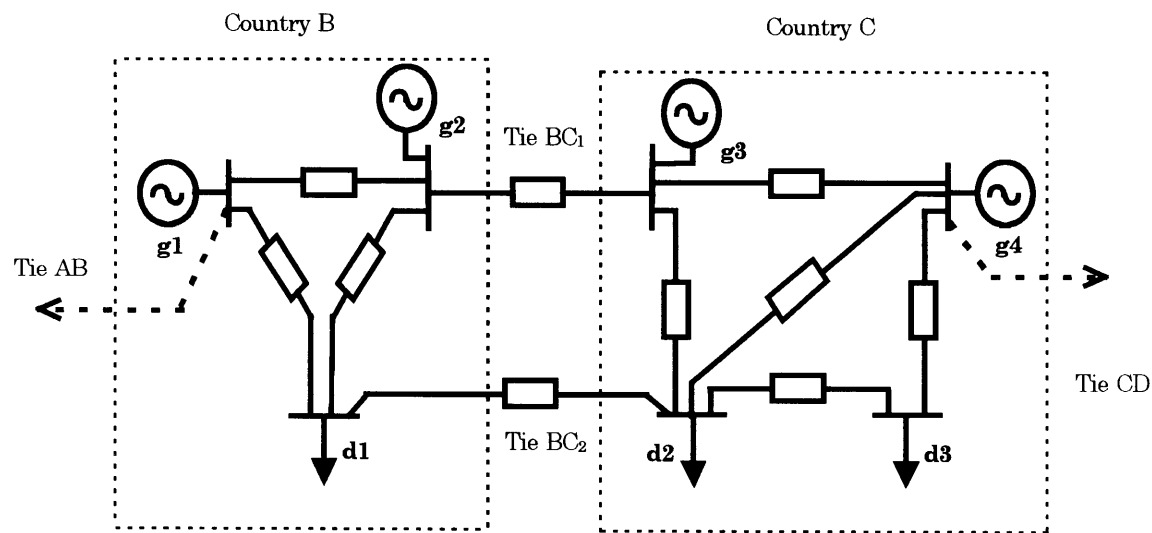 Country B
Country C
g2
Tie BC₁
g3
g1
g4
Tie AB
Tie CD
Tie BC₂
d1
d2
d3